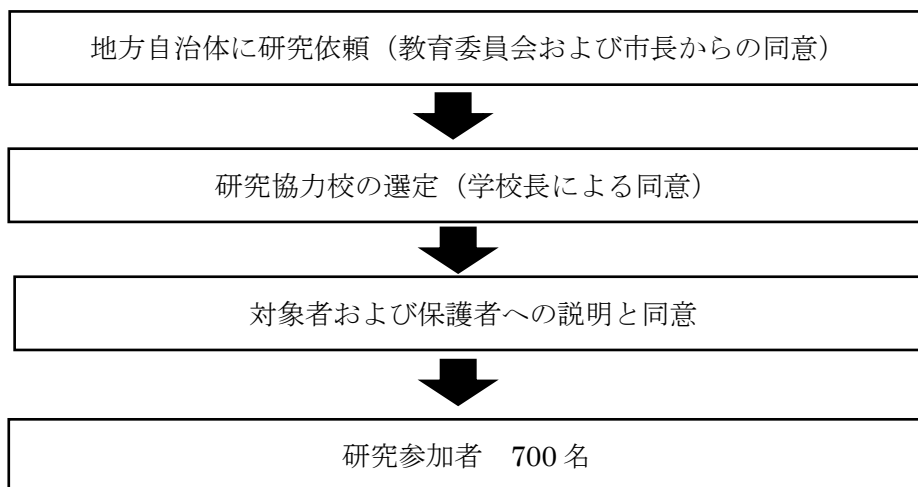 地方自治体に研究依頼（教育委員会および市長からの同意）
研究協力校の選定（学校長による同意）
対象者および保護者への説明と同意
研究参加者　700 名